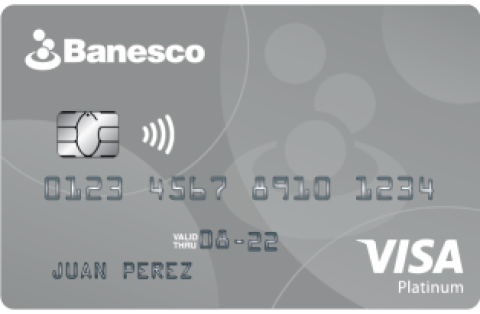 Banesco
0123 4567 8910 1234
VALID
THRU 08-22
JUAN PEREZ
VISA
Platinum